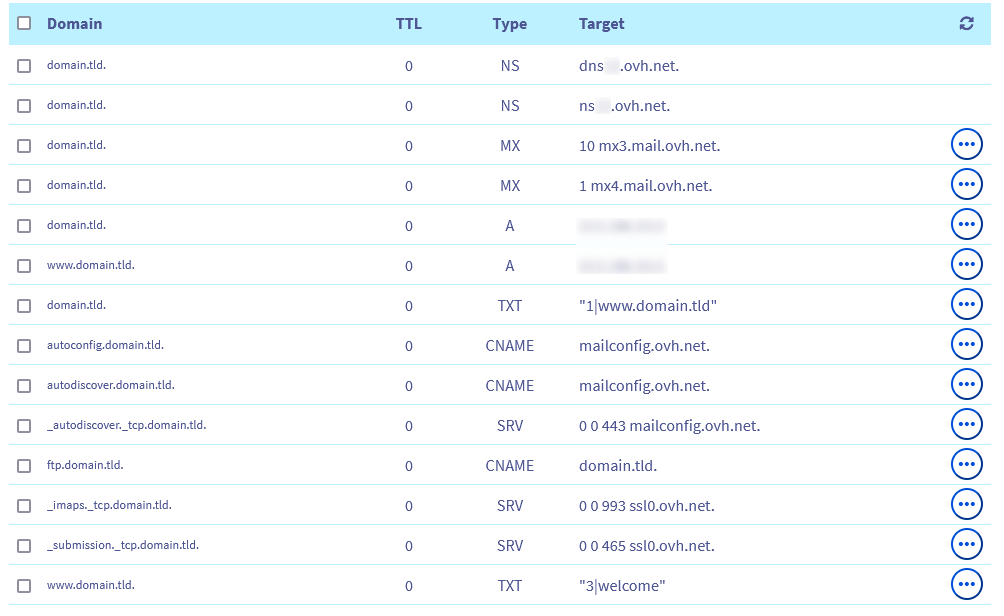 Domain TTL Type Target
domain.tld. 0 NS dns .ovh.net.
domain.tld. 0 NS ns .ovh.net.
domain.tld. 0 MX 10 mx3.mail.ovh.net.
domain.tld. 0 MX 1 mx4.mail.ovh.net.
domain.tld. 0 A
www.domain.tld. 0 A
domain.tld. 0 TXT "1|www.domain.tld"
autoconfig.domain.tld. 0 CNAME mailconfig.ovh.net.
autodiscover.domain.tld. 0 CNAME mailconfig.ovh.net.
_autodiscover._tcp.domain.tld. 0 SRV 0 0 443 mailconfig.ovh.net.
ftp.domain.tld. 0 CNAME domain.tld.
_imaps._tcp.domain.tld. 0 SRV 0 0 993 ssl0.ovh.net.
_submission._tcp.domain.tld. 0 SRV 0 0 465 ssl0.ovh.net.
www.domain.tld. 0 TXT "3|welcome"